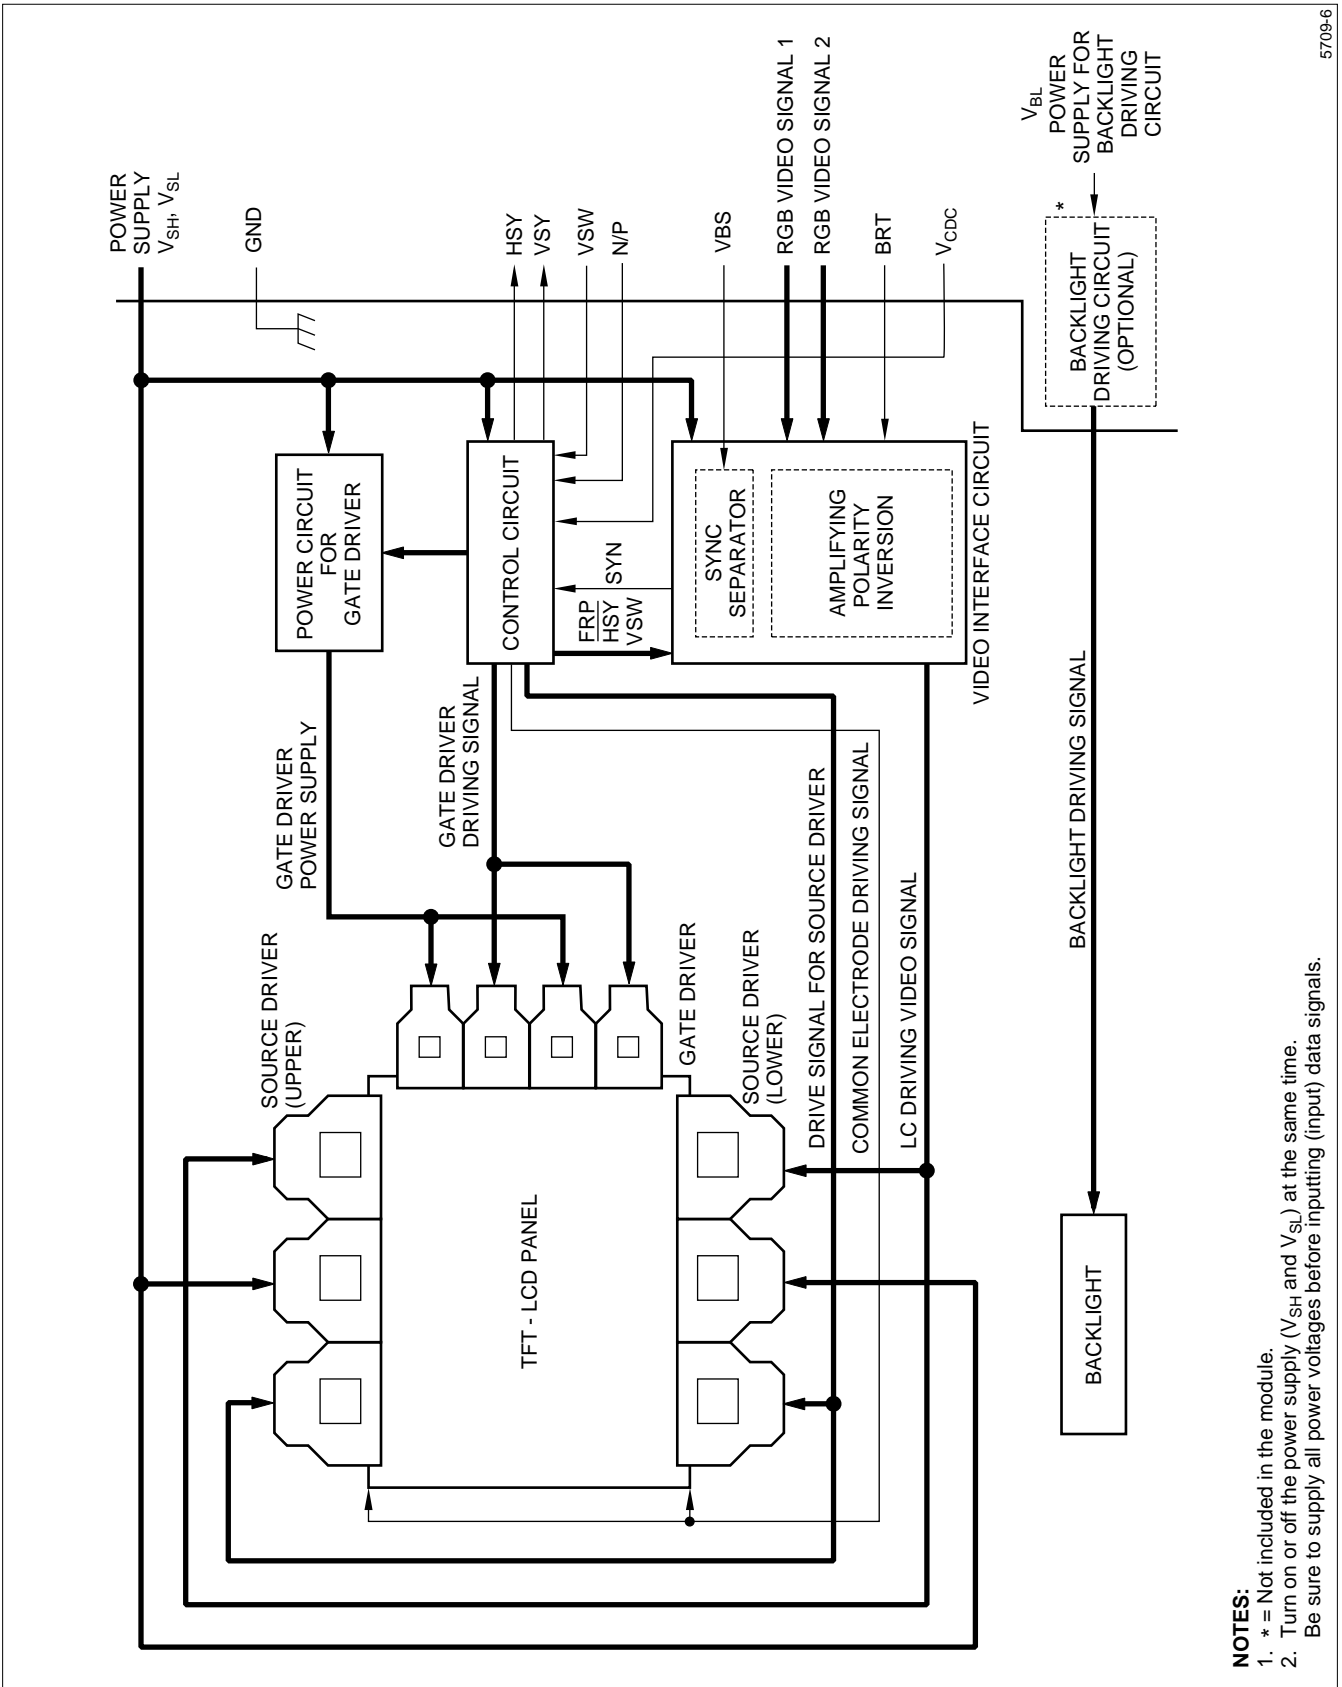 POWER
SUPPLY
VSH, VSL
GND
HSY
VSY
VSW
N/P
VBS
RGB VIDEO SIGNAL 1
RGB VIDEO SIGNAL 2
BRT
VCDC
VBL
POWER
SUPPLY FOR
BACKLIGHT
DRIVING
CIRCUIT
*
BACKLIGHT
DRIVING CIRCUIT
(OPTIONAL)
POWER CIRCUIT
FOR
GATE DRIVER
CONTROL CIRCUIT
SYN
FRP
HSY
VSW
SYNC
SEPARATOR
AMPLIFYING
POLARITY
INVERSION
VIDEO INTERFACE CIRCUIT
GATE DRIVER
POWER SUPPLY
GATE DRIVER
DRIVING SIGNAL
SOURCE DRIVER
(UPPER)
GATE DRIVER
SOURCE DRIVER
(LOWER)
DRIVE SIGNAL FOR SOURCE DRIVER
COMMON ELECTRODE DRIVING SIGNAL
LC DRIVING VIDEO SIGNAL
BACKLIGHT DRIVING SIGNAL
TFT - LCD PANEL
BACKLIGHT
NOTES:
1. * = Not included in the module.
2. Turn on or off the power supply (VSH and VSL) at the same time.
Be sure to supply all power voltages before inputting (input) data signals.
5709-6